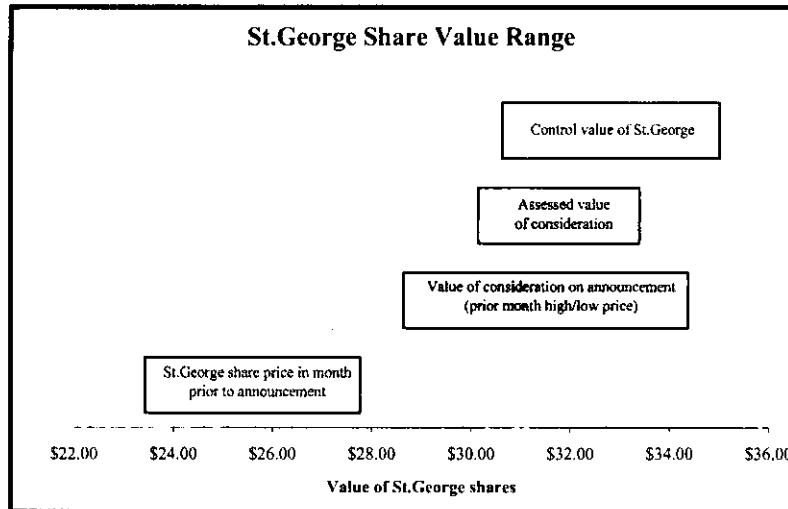 St.George Share Value Range
Control value of St.George
Assessed value
of consideration
Value of consideration on announcement
(prior month high/low price)
St.George share price in month
prior to announcement
$22.00 $24.00 $26.00 $28.00 $30.00 $32.00 $34.00 $36.00
Value of St.George shares